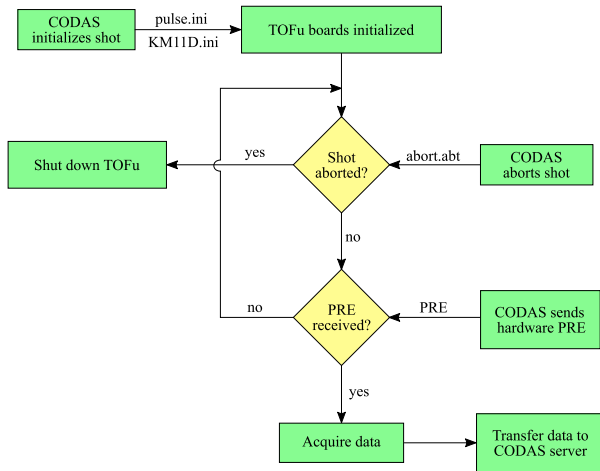 CODAS
initializes shot
pulse.ini
KM11D.ini
TOFu boards initialized
Shut down TOFu
yes
Shot
aborted?
abort.abt
CODAS
aborts shot
no
no
PRE
received?
PRE
CODAS sends
hardware PRE
yes
Acquire data
Transfer data to
CODAS server